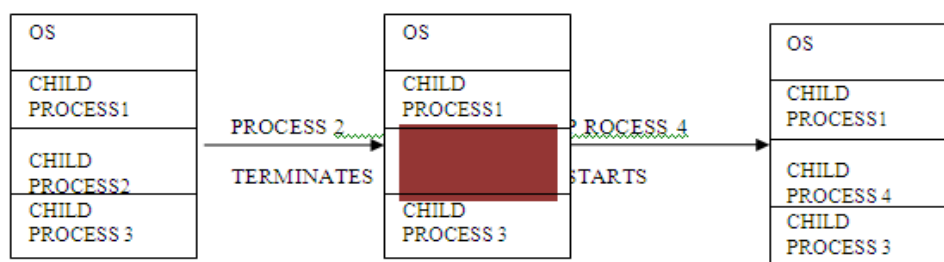 OS
CHILD
PROCESS1
CHILD
PROCESS2
CHILD
PROCESS 3
PROCESS 2
TERMINATES
OS
CHILD
PROCESS1
CHILD
PROCESS 3
P ROCESS 4
STARTS
OS
CHILD
PROCESS1
CHILD
PROCESS 4
CHILD
PROCESS 3